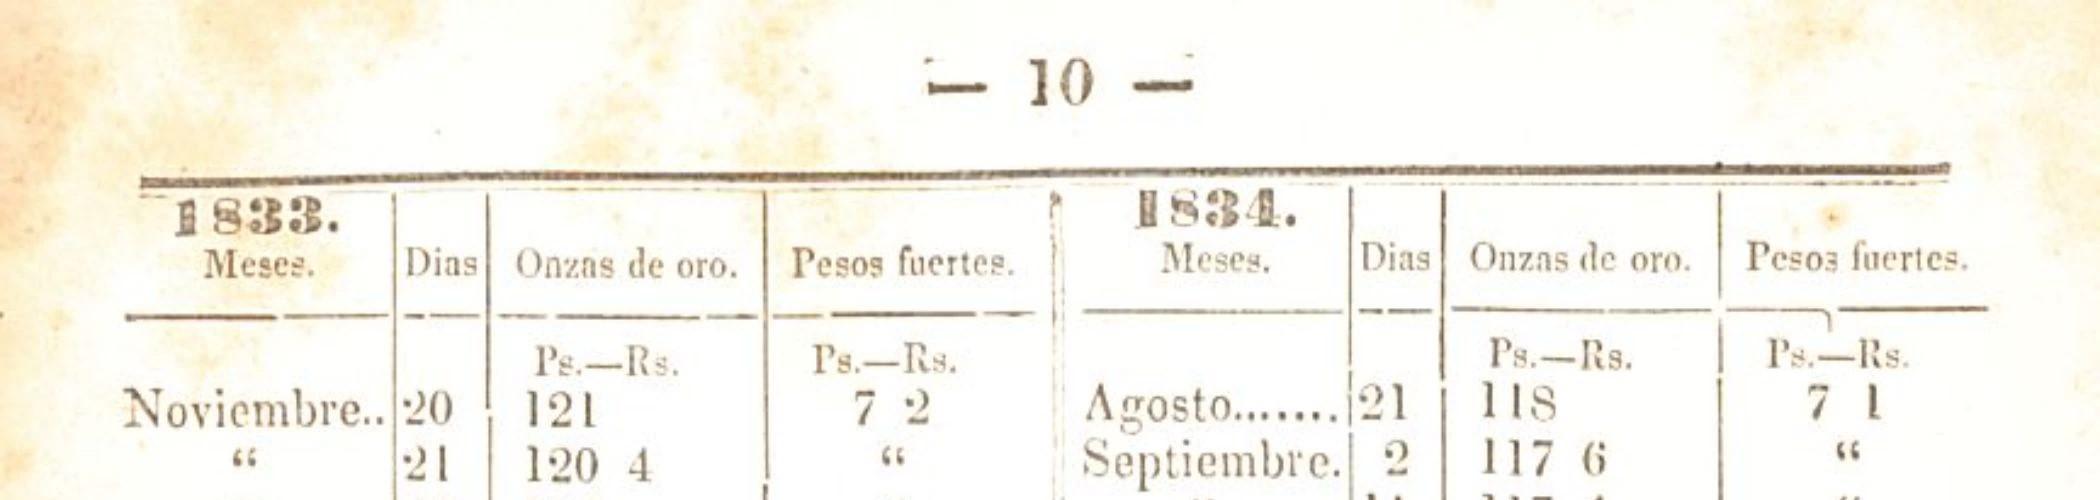 — 10 —
1833. 1834.
Meses. Dias Onzas de oro. Pesos fuertes. Meses. Dias Onzas de oro. Pesos fuertes.
Ps.—Rs. Ps.—Rs. Ps.—Rs. Ps.—Rs.
Noviembre.. 20 121 7 2 Agosto....... 21 118 7 1
“ 21 120 4 “ Septiembre. 2 117 6 “